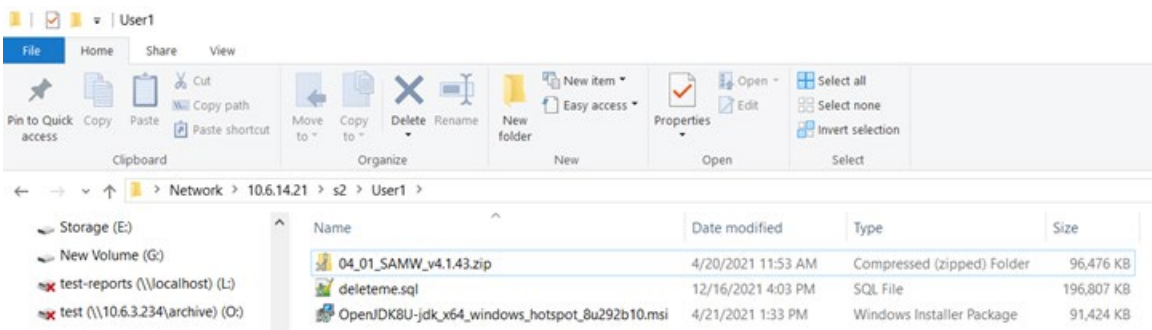 User1
File Home Share View
Pin to Quick access
Copy
Paste
Cut
Copy path
Paste shortcut
Clipboard
Move to
Copy to
Delete
Rename
Organize
New folder
New item
Easy access
New
Properties
Open
Edit
Open
Select all
Select none
Invert selection
Select
Network > 10.6.14.21 > s2 > User1 >
Storage (E:)
New Volume (G:)
test-reports (\\localhost) (L:)
test (\\10.6.3.234\archive) (O:)
Name Date modified Type Size
04_01_SAMW_v4.1.43.zip 4/20/2021 11:53 AM Compressed (zipped) Folder 96,476 KB
deleteme.sql 12/16/2021 4:03 PM SQL File 196,807 KB
OpenJDK8U-jdk_x64_windows_hotspot_8u292b10.msi 4/21/2021 1:33 PM Windows Installer Package 91,424 KB